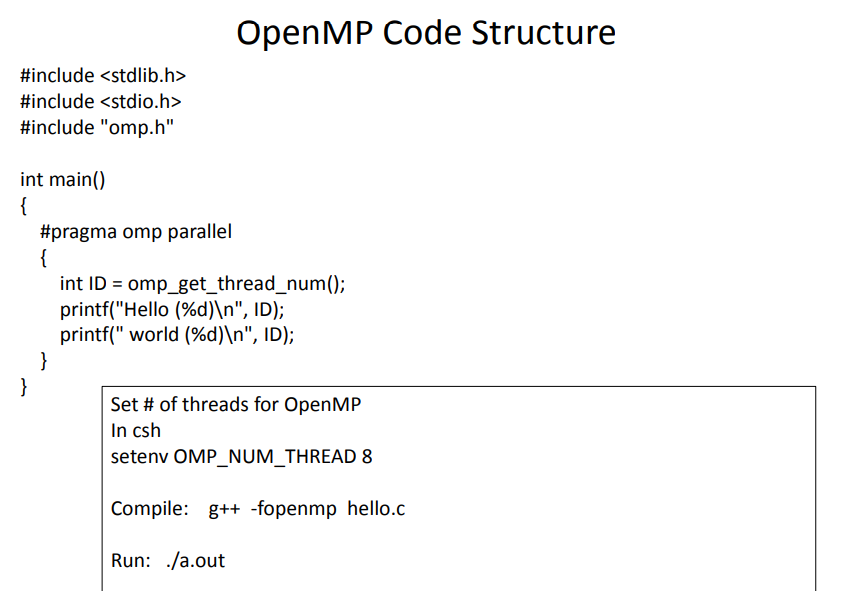 OpenMP Code Structure
#include <stdlib.h>
#include <stdio.h>
#include "omp.h"
int main()
{
#pragma omp parallel
{
int ID = omp_get_thread_num();
printf("Hello (%d)\n", ID);
printf(" world (%d)\n", ID);
}
}
Set # of threads for OpenMP
In csh
setenv OMP_NUM_THREAD 8
Compile: g++ -fopenmp hello.c
Run: ./a.out